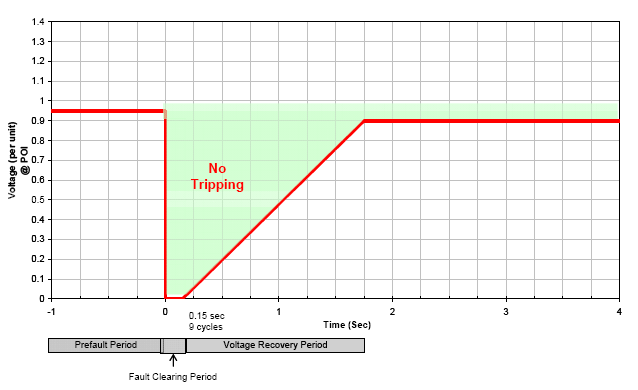 1.4
1.3
1.2
1.1
1
0.9
0.8
0.7
0.6
0.5
0.4
0.3
0.2
0.1
0
Voltage (per unit)
@ POI
No
Tripping
-1
0
1
2
3
4
0.15 sec
9 cycles
Time (Sec)
Prefault Period
Voltage Recovery Period
Fault Clearing Period